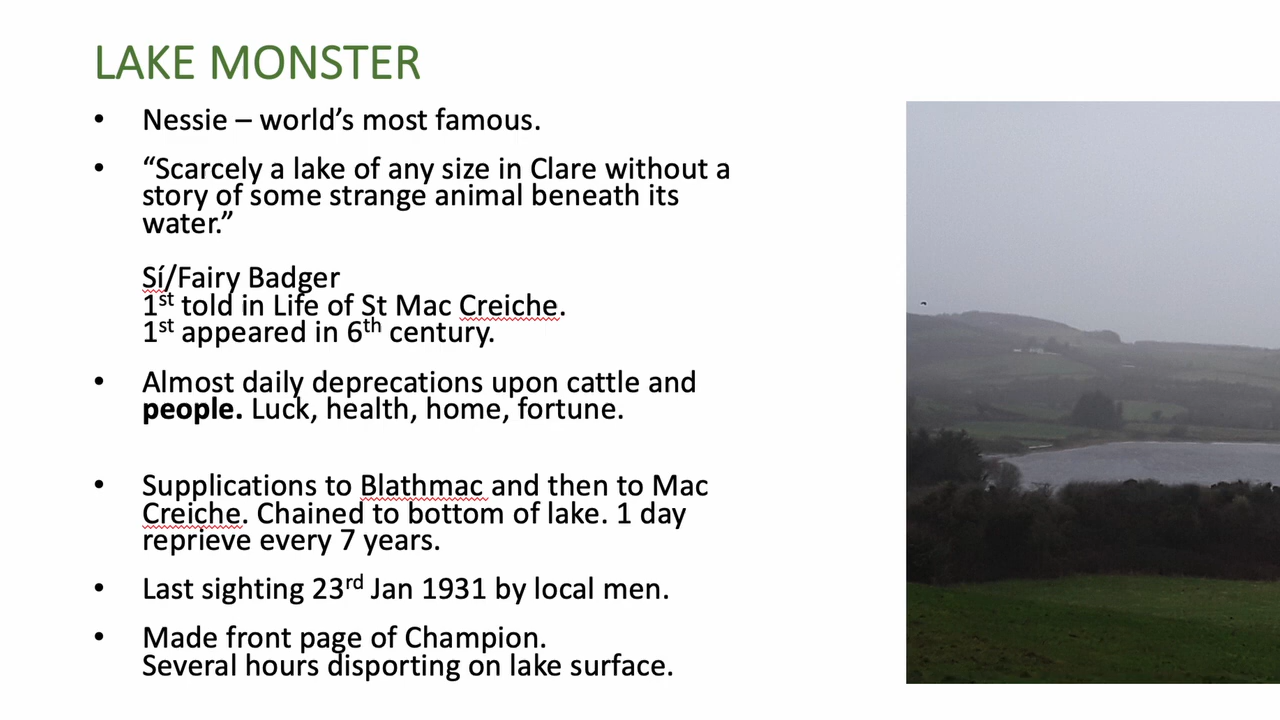 LAKE MONSTER
• Nessie – world’s most famous.
• “Scarcely a lake of any size in Clare without a
story of some strange animal beneath its
water.”
Sí/Fairy Badger
1st told in Life of St Mac Creiche.
1st appeared in 6th century.
• Almost daily deprecations upon cattle and
people. Luck, health, home, fortune.
• Supplications to Blathmac and then to Mac
Creiche. Chained to bottom of lake. 1 day
reprieve every 7 years.
• Last sighting 23rd Jan 1931 by local men.
• Made front page of Champion.
Several hours disporting on lake surface.